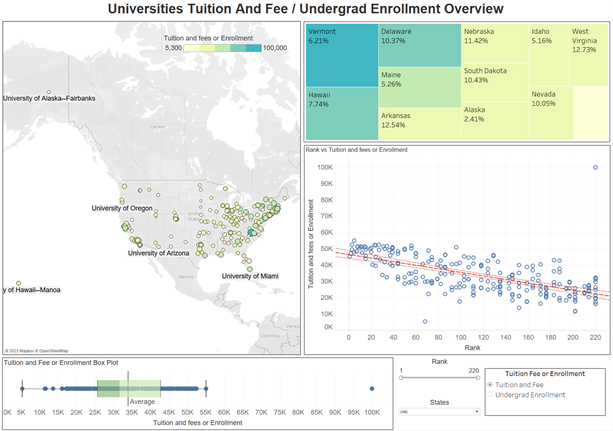 Universities Tuition And Fee / Undergrad Enrollment Overview
Tuition and fees or Enrollment
5,300
100,000
University of Alaska—Fairbanks
Canada
University of Oregon
United States
University of Arizona
Mexico
University of Miami
y of Hawaii—Manoa
Venezuela
Colombia
© 2023 Mapbox © OpenStreetMap
Vermont
6.21%
Hawaii
7.74%
Delaware
10.37%
Maine
5.26%
Arkansas
12.54%
Nebraska
11.42%
South Dakota
10.43%
Alaska
2.41%
Idaho
5.16%
Nevada
10.05%
West
Virginia
12.73%
Rank vs Tuition and fees or Enrollment
Tuition and fees or Enrollment
100K
90K
80K
70K
60K
50K
40K
30K
20K
10K
0K
0 20 40 60 80 100 120 140 160 180 200 220
Rank
Tuition and Fee or Enrollment Box Plot
Average
0K 5K 10K 15K 20K 25K 30K 35K 40K 45K 50K 55K 60K 65K 70K 75K 80K 85K 90K 95K 100K
Tuition and fees or Enrollment
Rank
1
220
States
(All)
Tuition Fee or Enrollment
Tuition and Fee
Undergrad Enrollment